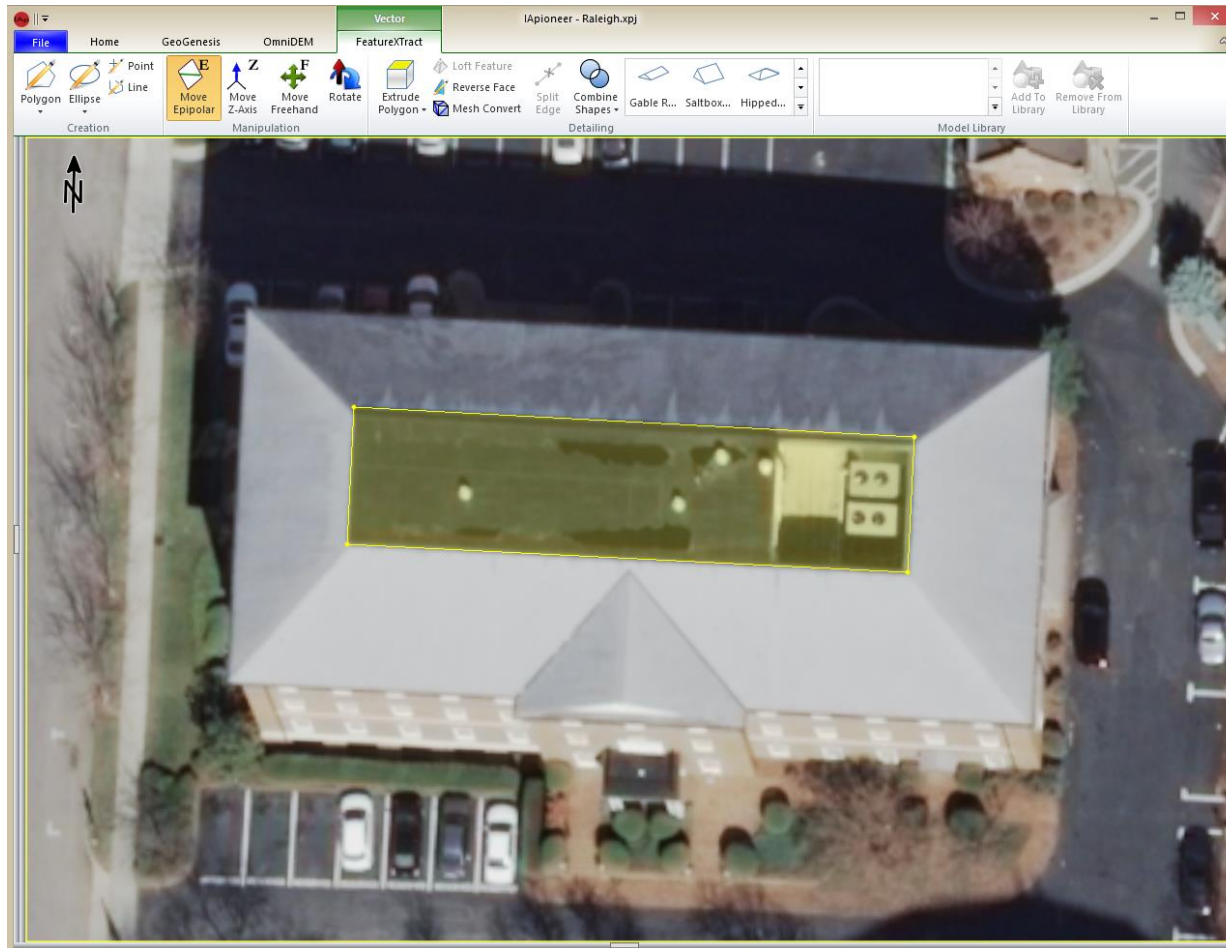 Vector
IApioneer - Raleigh.xpj
File
Home
GeoGenesis
OmniDEM
FeatureXTract
Polygon
Ellipse
Point
Line
Creation
E
Move Epipolar
Z
Move Z-Axis
F
Move Freehand
Rotate
Manipulation
Extrude Polygon
Loft Feature
Reverse Face
Mesh Convert
Split Edge
Combine Shapes
Gable R...
Saltbox...
Hipped...
Detailing
Add To Library
Remove From Library
Model Library
N